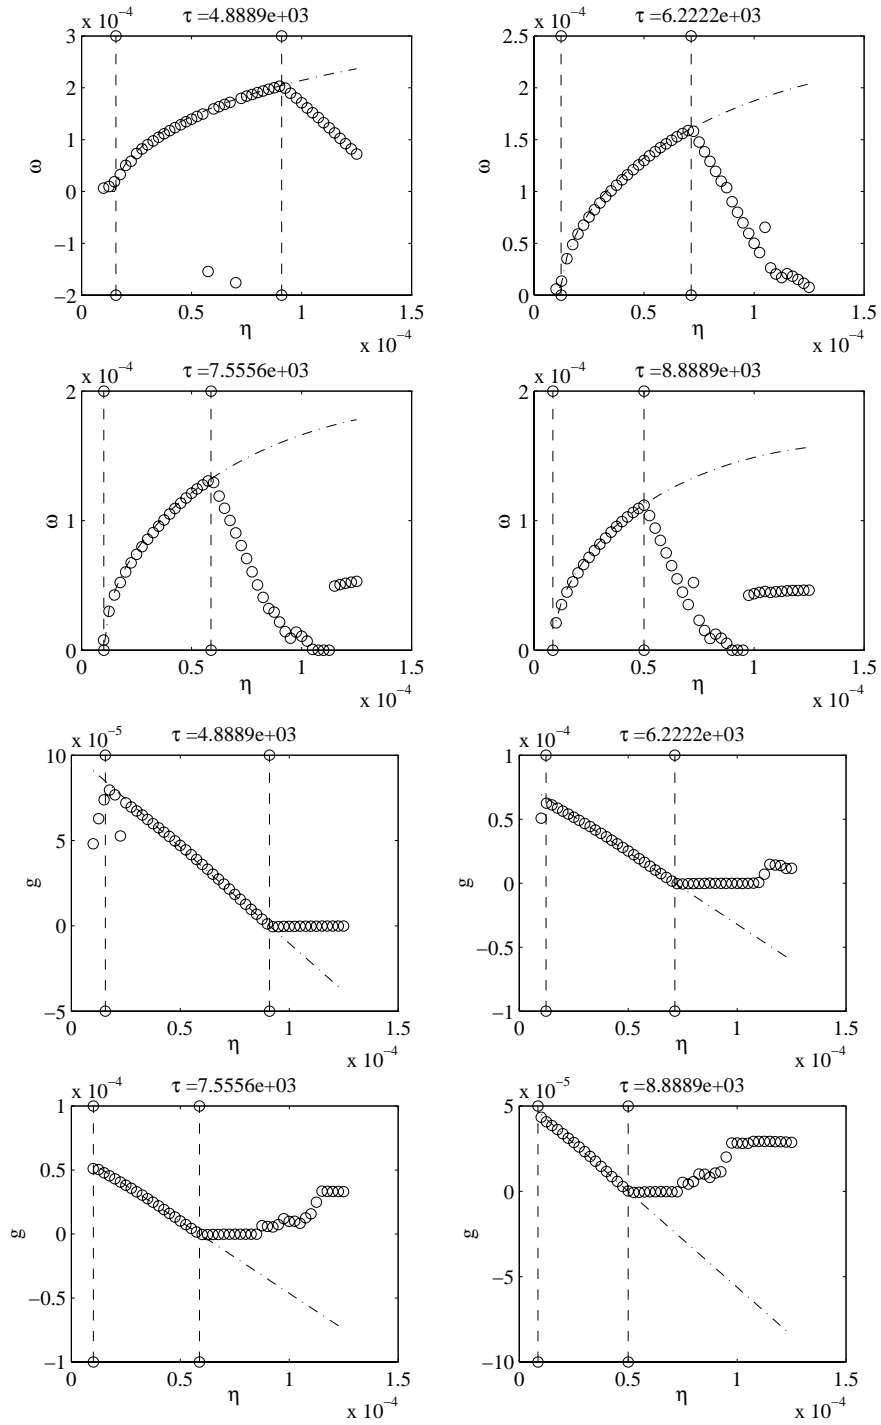 x 10⁻⁴ τ =4.8889e+03
3
2
1
0
−1
−2
ω
0 0.5 1 1.5
η
x 10⁻⁴
x 10⁻⁴ τ =6.2222e+03
2.5
2
1.5
1
0.5
0
ω
0 0.5 1 1.5
η
x 10⁻⁴
x 10⁻⁴ τ =7.5556e+03
2
1
0
ω
0 0.5 1 1.5
η
x 10⁻⁴
x 10⁻⁴ τ =8.8889e+03
2
1
0
ω
0 0.5 1 1.5
η
x 10⁻⁴
x 10⁻⁵ τ =4.8889e+03
10
5
0
−5
g
0 0.5 1 1.5
η
x 10⁻⁴
x 10⁻⁴ τ =6.2222e+03
1
0.5
0
−0.5
−1
g
0 0.5 1 1.5
η
x 10⁻⁴
x 10⁻⁴ τ =7.5556e+03
1
0.5
0
−0.5
−1
g
0 0.5 1 1.5
η
x 10⁻⁴
x 10⁻⁵ τ =8.8889e+03
5
0
−5
−10
g
0 0.5 1 1.5
η
x 10⁻⁴